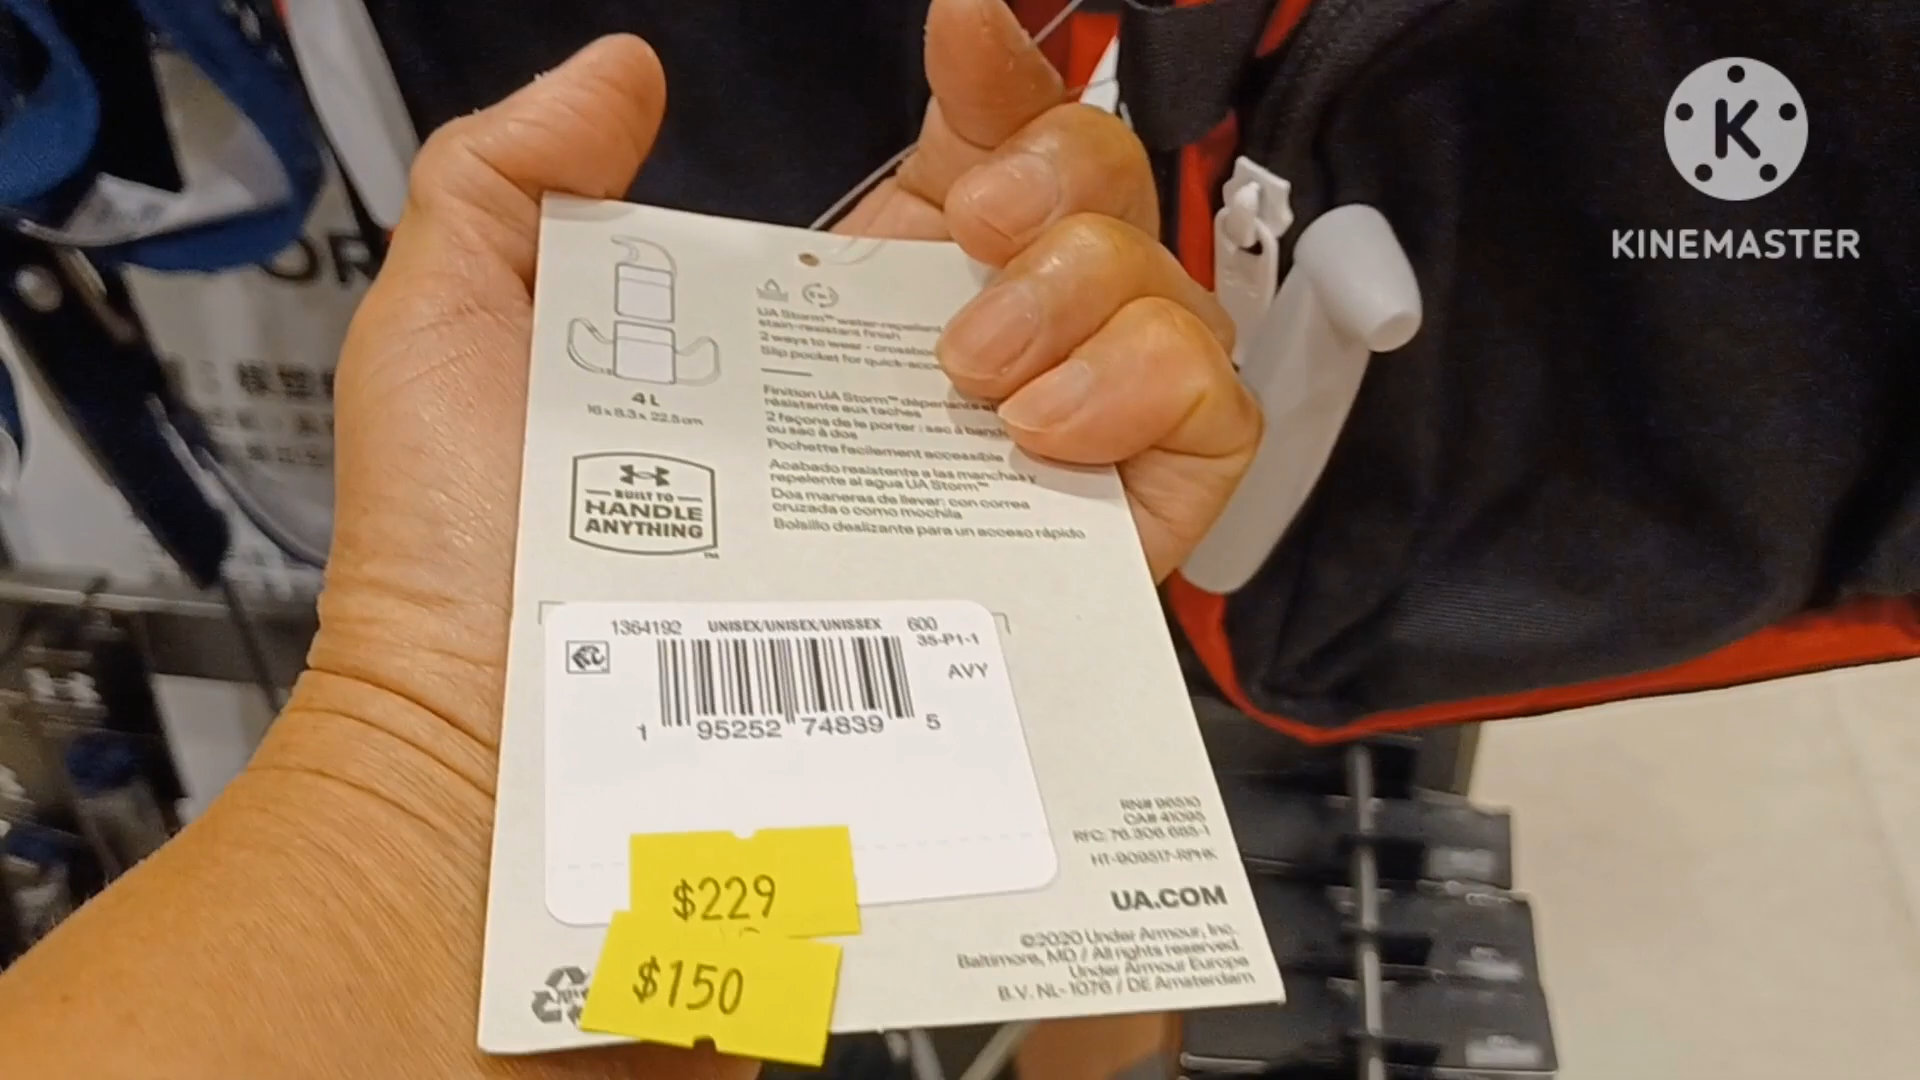 KINEMASTER
OR
UA Storm™ water-repellent
stain-resistant finish
2 ways to wear - crossbo
Slip pocket for quick-acce
Finition UA Storm™ déperlante et
résistante aux taches
2 façons de le porter : sac à band
ou sac à dos
Pochette facilement accessible
Acabado resistente a las manchas y
repelente al agua UA Storm™
Dos maneras de llevar: con correa
cruzada o como mochila
Bolsillo deslizante para un acceso rápido
4 L
16 x 8.3 x 22.5 cm
BUILT TO
HANDLE
ANYTHING™
1364192 UNISEX/UNISEX/UNISSEX 600
35-P1-1
AVY
1 95252 74839 5
RN# 96510
CA# 41095
RFC: 76.306.683-1
HT-909517-RPHK
UA.COM
©2020 Under Armour, Inc.
Baltimore, MD / All rights reserved.
Under Armour Europe
B.V. NL-1076 / DE Amsterdam
$229
$150